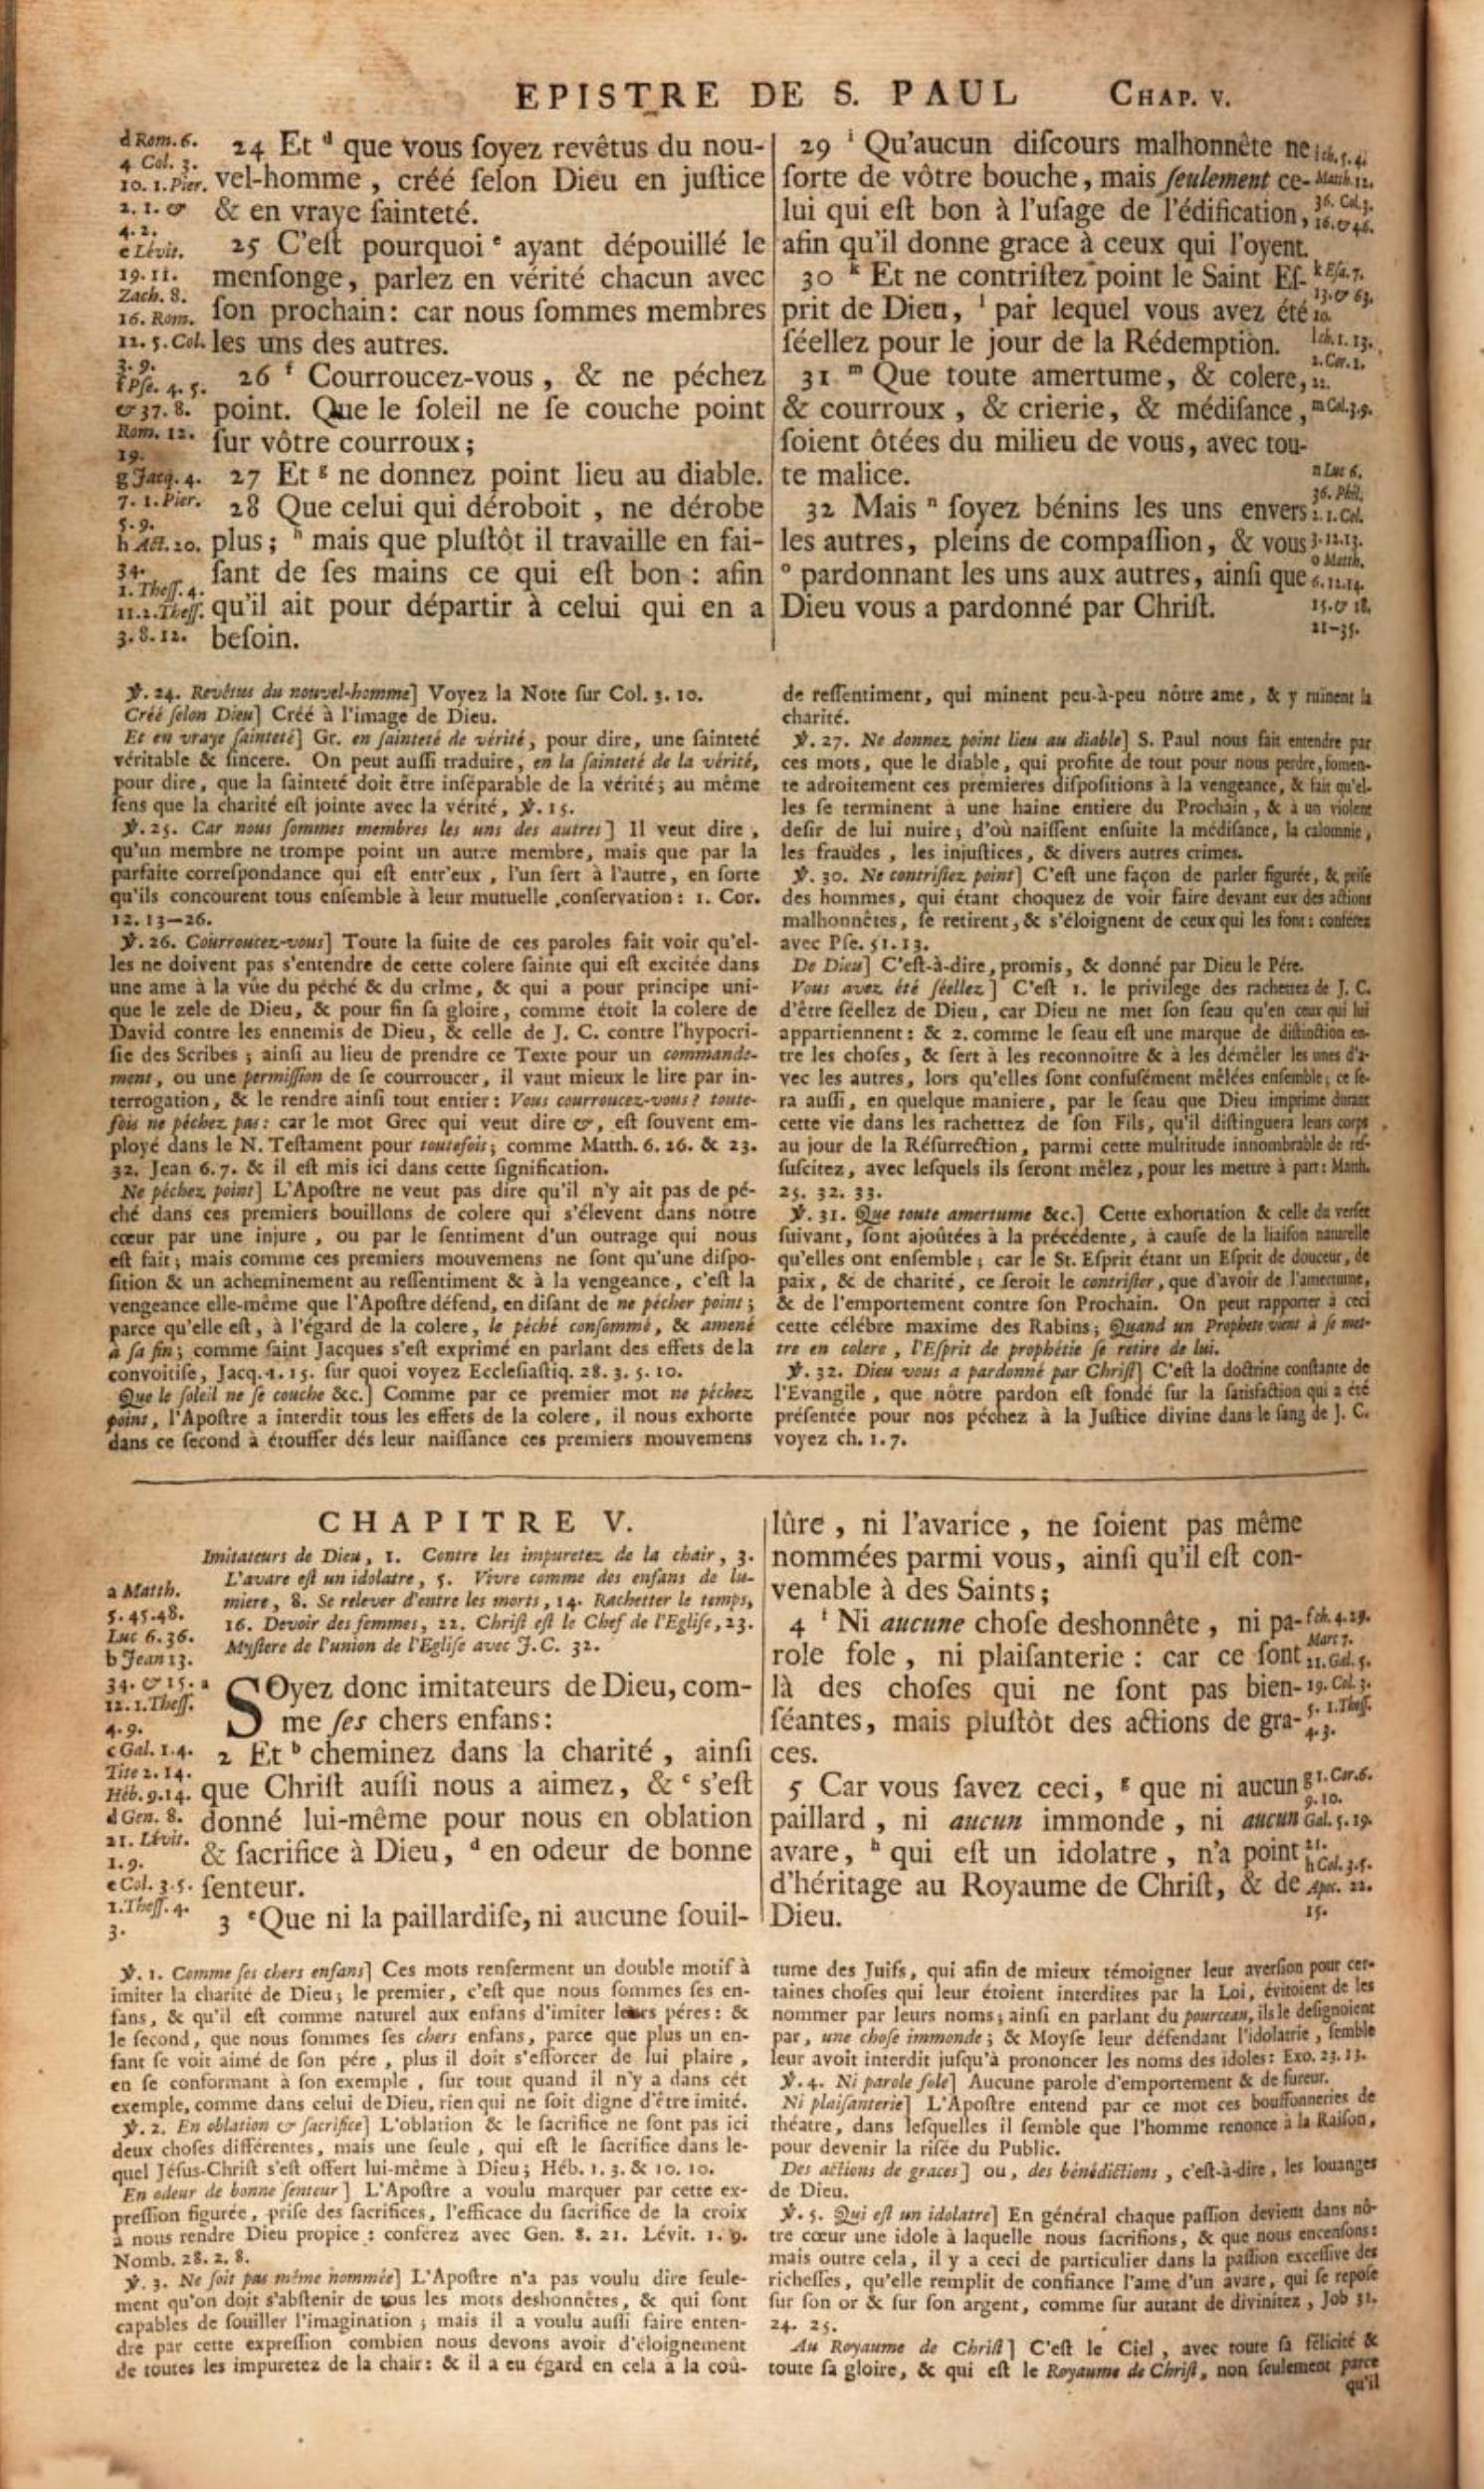 EPISTRE DE S. PAUL CHAP. V.
d Rom. 6.
4 Col. 3.
10. 1. Pier.
2. 1. &
4. 2.
e Lévit.
19. 11.
Zach. 8.
16. Rom.
12. 5. Col.
3. 9.
f Pse. 4. 5.
& 37. 8.
Rom. 12.
19.
g Jacq. 4.
7. 1. Pier.
5. 9.
h Act. 20.
34.
1. Thess. 4.
11. 2. Thess.
3. 8. 12.
24 Et d que vous ſoyez revêtus du nou-
vel-homme, créé ſelon Dieu en juſtice
& en vraye ſainteté.
25 C'eſt pourquoi e ayant dépouillé le
menſonge, parlez en vérité chacun avec
ſon prochain: car nous ſommes membres
les uns des autres.
26 f Courroucez-vous, & ne péchez
point. Que le ſoleil ne ſe couche point
ſur vôtre courroux;
27 Et g ne donnez point lieu au diable.
28 Que celui qui déroboit, ne dérobe
plus; h mais que pluſtôt il travaille en fai-
ſant de ſes mains ce qui eſt bon: afin
qu'il ait pour départir à celui qui en a
beſoin.
29 i Qu'aucun diſcours malhonnête ne
ſorte de vôtre bouche, mais ſeulement ce-
lui qui eſt bon à l'uſage de l'édification,
afin qu'il donne grace à ceux qui l'oyent.
30 k Et ne contriſtez point le Saint Eſ-
prit de Dieu, l par lequel vous avez été
ſéellez pour le jour de la Rédemption.
31 m Que toute amertume, & colere,
& courroux, & crierie, & médiſance,
ſoient ôtées du milieu de vous, avec tou-
te malice.
32 Mais n ſoyez bénins les uns envers
les autres, pleins de compaſſion, & vous
o pardonnant les uns aux autres, ainſi que
Dieu vous a pardonné par Chriſt.
i ch. 5. 4.
Matth. 12.
36. Col. 3.
16. & 4. 6.
k Esa. 7.
13. & 63.
10.
l ch. 1. 13.
2. Cor. 1.
22.
m Col. 3. 9.
n Luc 6.
36. Phil.
2. 1. Col.
3. 12. 13.
o Matth.
6. 12. 14.
15. & 18.
21-35.
℣. 24. Revêtus du nouvel-homme] Voyez la Note ſur Col. 3. 10.
Créé ſelon Dieu] Créé à l'image de Dieu.
Et en vraye ſainteté] Gr. en ſainteté de vérité, pour dire, une ſainteté
véritable & ſincere. On peut auſſi traduire, en la ſainteté de la vérité,
pour dire, que la ſainteté doit être inſéparable de la vérité; au même
ſens que la charité eſt jointe avec la vérité, ℣. 15.
℣. 25. Car nous ſommes membres les uns des autres] Il veut dire,
qu'un membre ne trompe point un autre membre, mais que par la
parfaite correſpondance qui eſt entr'eux, l'un ſert à l'autre, en ſorte
qu'ils concourent tous enſemble à leur mutuelle conſervation: 1. Cor.
12. 13-26.
℣. 26. Courroucez-vous] Toute la ſuite de ces paroles fait voir qu'el-
les ne doivent pas s'entendre de cette colere ſainte qui eſt excitée dans
une ame à la vûe du péché & du crime, & qui a pour principe uni-
que le zele de Dieu, & pour fin ſa gloire, comme étoit la colere de
David contre les ennemis de Dieu, & celle de J. C. contre l'hypocri-
ſie des Scribes; ainſi au lieu de prendre ce Texte pour un commande-
ment, ou une permiſſion de ſe courroucer, il vaut mieux le lire par in-
terrogation, & le rendre ainſi tout entier: Vous courroucez-vous? toute-
fois ne péchez pas: car le mot Grec qui veut dire &, eſt ſouvent em-
ployé dans le N. Teſtament pour toutefois; comme Matth. 6. 26. & 23.
32. Jean 6. 7. & il eſt mis ici dans cette ſignification.
Ne péchez point] L'Apoſtre ne veut pas dire qu'il n'y ait pas de pé-
ché dans ces premiers bouillons de colere qui s'élevent dans nôtre
cœur par une injure, ou par le ſentiment d'un outrage qui nous
eſt fait; mais comme ces premiers mouvemens ne ſont qu'une diſpo-
ſition & un acheminement au reſſentiment & à la vengeance, c'eſt la
vengeance elle-même que l'Apoſtre défend, en diſant de ne pécher point;
parce qu'elle eſt, à l'égard de la colere, le péché conſommé, & amené
à ſa fin; comme ſaint Jacques s'eſt exprimé en parlant des effets de la
convoitiſe, Jacq. 1. 15. ſur quoi voyez Eccleſiaſtiq. 28. 3. 5. 10.
Que le ſoleil ne ſe couche &c.] Comme par ce premier mot ne péchez
point, l'Apoſtre a interdit tous les effets de la colere, il nous exhorte
dans ce ſecond à étouffer dés leur naiſſance ces premiers mouvemens
de reſſentiment, qui minent peu-à-peu nôtre ame, & y ruïnent la
charité.
℣. 27. Ne donnez point lieu au diable] S. Paul nous fait entendre par
ces mots, que le diable, qui profite de tout pour nous perdre, fomen-
te adroitement ces premieres diſpoſitions à la vengeance, & fait qu'el-
les ſe terminent à une haine entiere du Prochain, & à un violent
deſir de lui nuire; d'où naiſſent enſuite la médiſance, la calomnie,
les fraudes, les injuſtices, & divers autres crimes.
℣. 30. Ne contriſtez point] C'eſt une façon de parler figurée, & priſe
des hommes, qui étant choquez de voir faire devant eux des actions
malhonnêtes, ſe retirent, & s'éloignent de ceux qui les font: conferez
avec Pſe. 51. 13.
De Dieu] C'eſt-à-dire, promis, & donné par Dieu le Pére.
Vous avez été ſéellez] C'eſt 1. le privilege des rachettez de J. C.
d'être ſéellez de Dieu, car Dieu ne met ſon ſeau qu'en ceux qui lui
appartiennent: & 2. comme le ſeau eſt une marque de diſtinction en-
tre les choſes, & ſert à les reconnoître & à les démêler les unes d'a-
vec les autres, lors qu'elles ſont confuſément mêlées enſemble; ce ſe-
ra auſſi, en quelque maniere, par le ſeau que Dieu imprime durant
cette vie dans les rachettez de ſon Fils, qu'il diſtinguera leurs corps
au jour de la Réſurrection, parmi cette multitude innombrable de réſ-
ſuſcitez, avec leſquels ils ſeront mêlez, pour les mettre à part: Matth.
25. 32. 33.
℣. 31. Que toute amertume &c.] Cette exhortation & celle du verſet
ſuivant, ſont ajoûtées à la précédente, à cauſe de la liaiſon naturelle
qu'elles ont enſemble; car le St. Eſprit étant un Eſprit de douceur, de
paix, & de charité, ce ſeroit le contriſter, que d'avoir de l'amertume,
& de l'emportement contre ſon Prochain. On peut rapporter à ceci
cette célébre maxime des Rabins; Quand un Prophete vient à ſe met-
tre en colere, l'Eſprit de prophétie ſe retire de lui.
℣. 32. Dieu vous a pardonné par Chriſt] C'eſt la doctrine conſtante de
l'Evangile, que nôtre pardon eſt fondé ſur la ſatisfaction qui a été
préſentée pour nos péchez à la Juſtice divine dans le ſang de J. C.
voyez ch. 1. 7.
CHAPITRE V.
Imitateurs de Dieu, 1. Contre les impuretez de la chair, 3.
L'avare eſt un idolatre, 5. Vivre comme des enfans de lu-
miere, 8. Se relever d'entre les morts, 14. Rachetter le temps,
16. Devoir des femmes, 22. Chriſt eſt le Chef de l'Egliſe, 23.
Myſtere de l'union de l'Egliſe avec J. C. 32.
a Matth.
5. 45. 48.
Luc 6. 36.
b Jean 13.
34. & 15.
12. 1. Thess.
4. 9.
c Gal. 1. 4.
Tite 2. 14.
Héb. 9. 14.
d Gen. 8.
21. Lévit.
1. 9.
e Col. 3. 5.
1. Thess. 4.
3.
a SOyez donc imitateurs de Dieu, com-
me ſes chers enfans:
2 Et b cheminez dans la charité, ainſi
que Chriſt auſſi nous a aimez, & c s'eſt
donné lui-même pour nous en oblation
& ſacrifice à Dieu, d en odeur de bonne
ſenteur.
3 e Que ni la paillardiſe, ni aucune ſouil-
lûre, ni l'avarice, ne ſoient pas même
nommées parmi vous, ainſi qu'il eſt con-
venable à des Saints;
4 f Ni aucune choſe deshonnête, ni pa-
role fole, ni plaiſanterie: car ce ſont
là des choſes qui ne ſont pas bien-
ſéantes, mais pluſtôt des actions de gra-
ces.
5 Car vous ſavez ceci, g que ni aucun
paillard, ni aucun immonde, ni aucun
avare, h qui eſt un idolatre, n'a point
d'héritage au Royaume de Chriſt, & de
Dieu.
f ch. 4. 29.
Marc 7.
21. Gal. 5.
19. Col. 3.
5. 1. Thess.
4. 3.
g 1. Cor. 6.
9. 10.
Gal. 5. 19.
21.
h Col. 3. 5.
Apoc. 22.
15.
℣. 1. Comme ſes chers enfans] Ces mots renferment un double motif à
imiter la charité de Dieu; le premier, c'eſt que nous ſommes ſes en-
fans, & qu'il eſt comme naturel aux enfans d'imiter leurs péres: &
le ſecond, que nous ſommes ſes chers enfans, parce que plus un en-
fant ſe voit aimé de ſon pére, plus il doit s'efforcer de lui plaire,
en ſe conformant à ſon exemple, ſur tout quand il n'y a dans cét
exemple, comme dans celui de Dieu, rien qui ne ſoit digne d'être imité.
℣. 2. En oblation & ſacrifice] L'oblation & le ſacrifice ne ſont pas ici
deux choſes différentes, mais une ſeule, qui eſt le ſacrifice dans le-
quel Jéſus-Chriſt s'eſt offert lui-même à Dieu; Héb. 1. 3. & 10. 10.
En odeur de bonne ſenteur] L'Apoſtre a voulu marquer par cette ex-
preſſion figurée, priſe des ſacrifices, l'efficace du ſacrifice de la croix
à nous rendre Dieu propice: conferez avec Gen. 8. 21. Lévit. 1. 9.
Nomb. 28. 2. 8.
℣. 3. Ne ſoit pas même nommée] L'Apoſtre n'a pas voulu dire ſeule-
ment qu'on doit s'abſtenir de tous les mots deshonnêtes, & qui ſont
capables de ſouiller l'imagination; mais il a voulu auſſi faire enten-
dre par cette expreſſion combien nous devons avoir d'éloignement
de toutes les impuretez de la chair: & il a eu égard en cela à la coû-
tume des Juifs, qui afin de mieux témoigner leur averſion pour cer-
taines choſes qui leur étoient interdites par la Loi, évitoient de les
nommer par leurs noms; ainſi en parlant du pourceau, ils le deſignoient
par, une choſe immonde; & Moyſe leur défendant l'idolatrie, ſemble
leur avoit interdit juſqu'à prononcer les noms des idoles: Exo. 23. 13.
℣. 4. Ni parole fole] Aucune parole d'emportement & de fureur.
Ni plaiſanterie] L'Apoſtre entend par ce mot ces bouffonneries de
théatre, dans leſquelles il ſemble que l'homme renonce à la Raiſon,
pour devenir la riſée du Public.
Des actions de graces] ou, des bénédictions, c'eſt-à-dire, les louanges
de Dieu.
℣. 5. Qui eſt un idolatre] En général chaque paſſion devient dans nô-
tre cœur une idole à laquelle nous ſacrifions, & que nous encenſons:
mais outre cela, il y a ceci de particulier dans la paſſion exceſſive des
richeſſes, qu'elle remplit de confiance l'ame d'un avare, qui ſe repoſe
ſur ſon or & ſur ſon argent, comme ſur autant de divinitez, Job 31.
24. 25.
Au Royaume de Chriſt] C'eſt le Ciel, avec toute ſa félicité &
toute ſa gloire, & qui eſt le Royaume de Chriſt, non ſeulement parce
qu'il